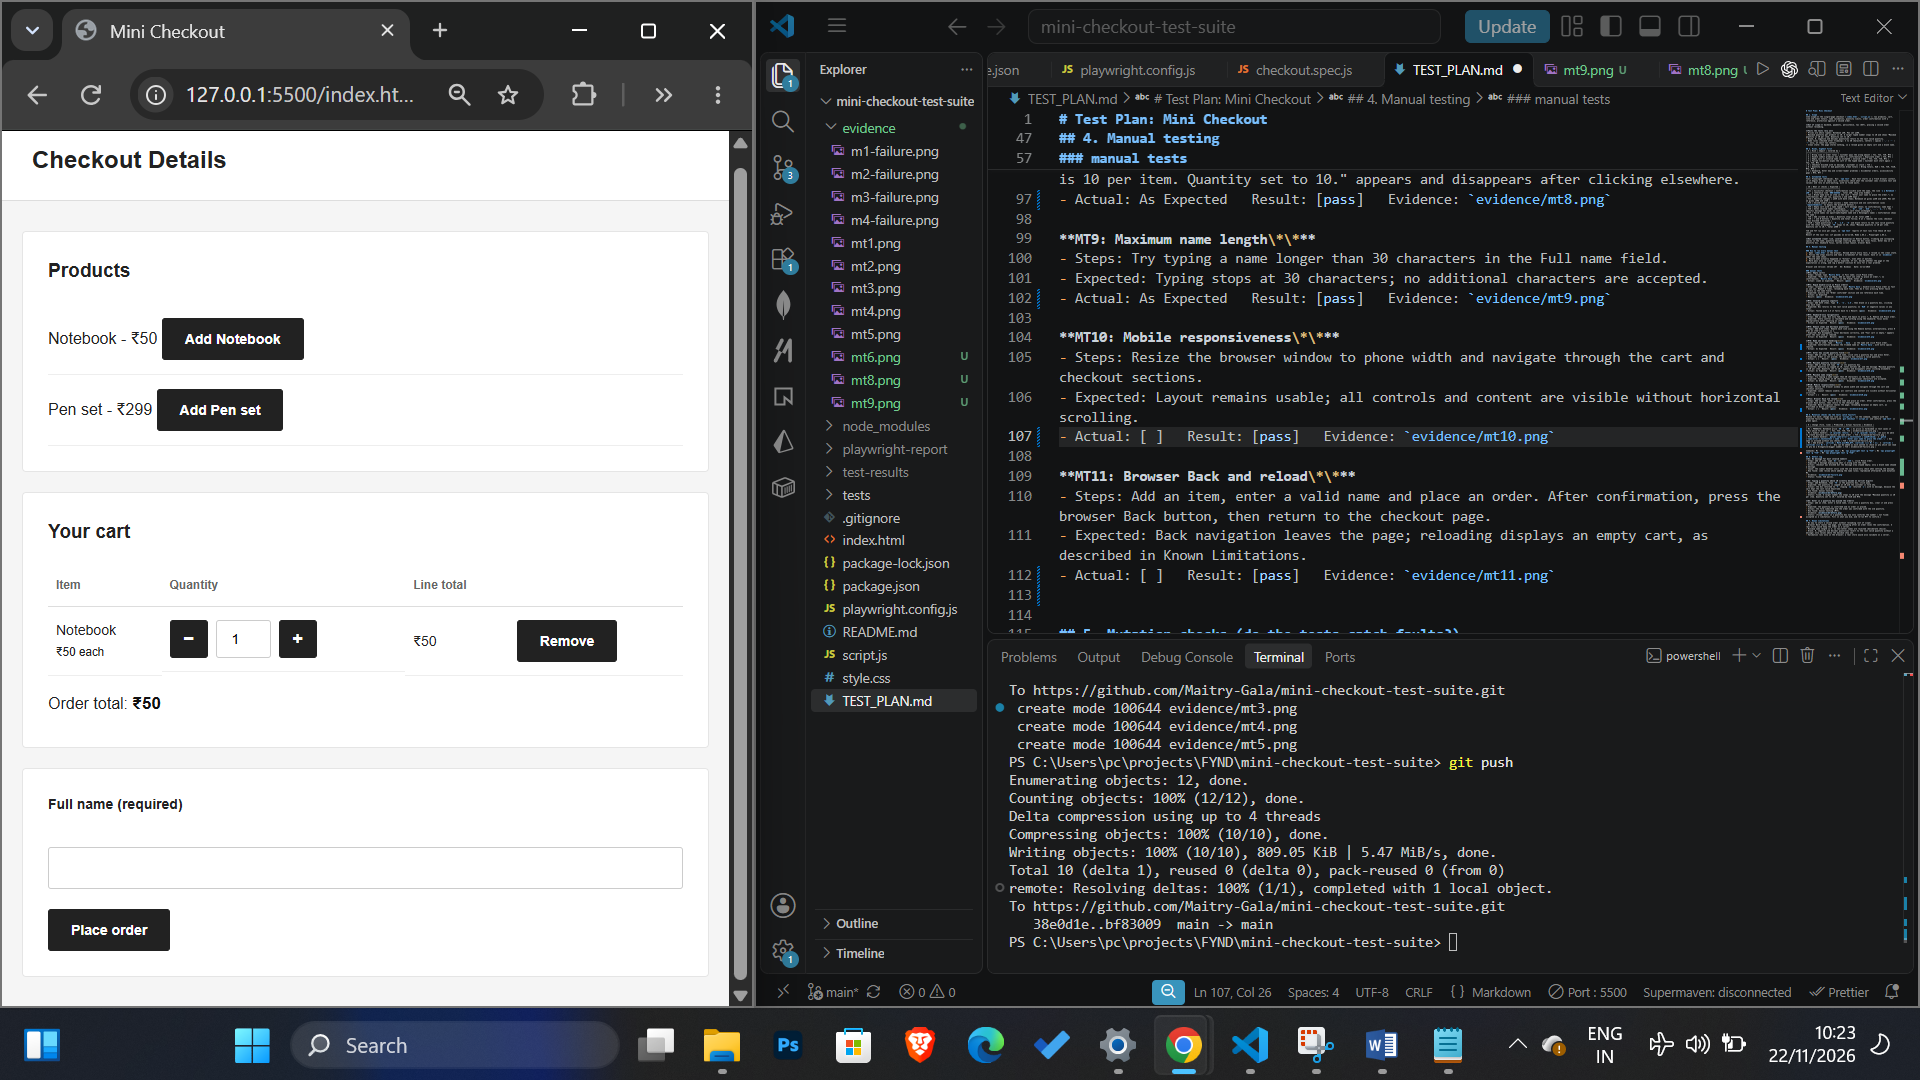 Mini Checkout
127.0.0.1:5500/index.ht...
Checkout Details
Products
Notebook - ₹50
Add Notebook
Pen set - ₹299
Add Pen set
Your cart
Item Quantity Line total
Notebook
₹50 each
− 1 +
₹50
Remove
Order total: ₹50
Full name (required)
Place order
mini-checkout-test-suite
Update
Explorer
mini-checkout-test-suite
evidence
m1-failure.png
m2-failure.png
m3-failure.png
m4-failure.png
mt1.png
mt2.png
mt3.png
mt4.png
mt5.png
mt6.png U
mt8.png U
mt9.png U
node_modules
playwright-report
test-results
tests
.gitignore
index.html
package-lock.json
package.json
playwright.config.js
README.md
script.js
style.css
TEST_PLAN.md
Outline
Timeline
1
3
1
1
e.json
JS playwright.config.js
JS checkout.spec.js
TEST_PLAN.md
mt9.png U
mt8.png
TEST_PLAN.md > # Test Plan: Mini Checkout > ## 4. Manual testing > ### manual tests
Text Editor
1 # Test Plan: Mini Checkout
47 ## 4. Manual testing
57 ### manual tests
is 10 per item. Quantity set to 10." appears and disappears after clicking elsewhere.
97 - Actual: As Expected   Result: [pass]   Evidence: `evidence/mt8.png`
98
99 **MT9: Maximum name length\*\***
100 - Steps: Try typing a name longer than 30 characters in the Full name field.
101 - Expected: Typing stops at 30 characters; no additional characters are accepted.
102 - Actual: As Expected   Result: [pass]   Evidence: `evidence/mt9.png`
103
104 **MT10: Mobile responsiveness\*\***
105 - Steps: Resize the browser window to phone width and navigate through the cart and
checkout sections.
106 - Expected: Layout remains usable; all controls and content are visible without horizontal
scrolling.
107 - Actual: [ ]   Result: [pass]   Evidence: `evidence/mt10.png`
108
109 **MT11: Browser Back and reload\*\***
110 - Steps: Add an item, enter a valid name and place an order. After confirmation, press the
browser Back button, then return to the checkout page.
111 - Expected: Back navigation leaves the page; reloading displays an empty cart, as
described in Known Limitations.
112 - Actual: [ ]   Result: [pass]   Evidence: `evidence/mt11.png`
113
114
115 ## 5. Mutation checks (do the tests catch faults?)
Problems Output Debug Console Terminal Ports
powershell
To https://github.com/Maitry-Gala/mini-checkout-test-suite.git
create mode 100644 evidence/mt3.png
create mode 100644 evidence/mt4.png
create mode 100644 evidence/mt5.png
PS C:\Users\pc\projects\FYND\mini-checkout-test-suite> git push
Enumerating objects: 12, done.
Counting objects: 100% (12/12), done.
Delta compression using up to 4 threads
Compressing objects: 100% (10/10), done.
Writing objects: 100% (10/10), 809.05 KiB | 5.47 MiB/s, done.
Total 10 (delta 1), reused 0 (delta 0), pack-reused 0 (from 0)
remote: Resolving deltas: 100% (1/1), completed with 1 local object.
To https://github.com/Maitry-Gala/mini-checkout-test-suite.git
38e0d1e..bf83009  main -> main
PS C:\Users\pc\projects\FYND\mini-checkout-test-suite>
main* 0 0 Ln 107, Col 26 Spaces: 4 UTF-8 CRLF { } Markdown Port : 5500 Supermaven: disconnected Prettier
Search
Ps
ENG
IN
10:23
22/11/2026